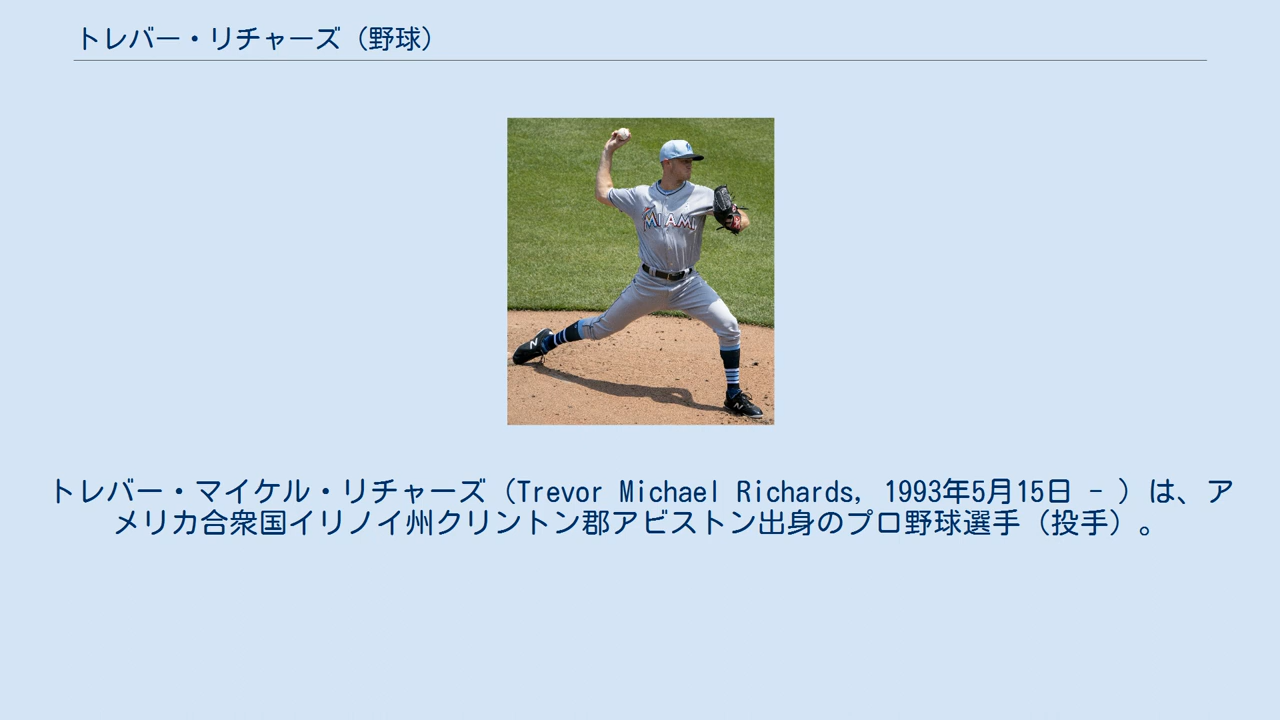 トレバー・リチャーズ（野球）
MIAMI
トレバー・マイケル・リチャーズ（Trevor Michael Richards, 1993年5月15日 - ）は、ア
メリカ合衆国イリノイ州クリントン郡アビストン出身のプロ野球選手（投手）。